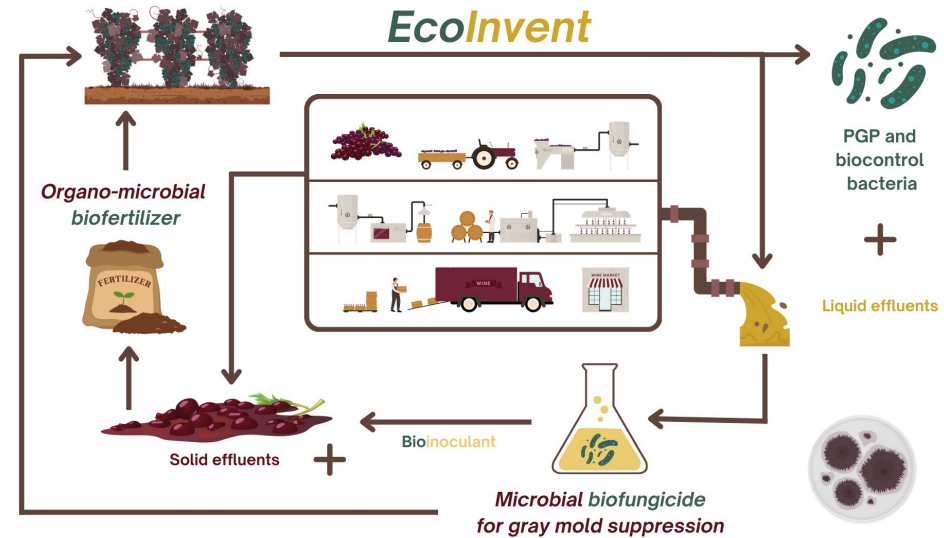 EcoInvent
PGP and
biocontrol
bacteria
Organo-microbial
biofertilizer
FERTILIZER
WINE
WINE MARKET
Liquid effluents
Bioinoculant
Solid effluents
Microbial biofungicide
for gray mold suppression